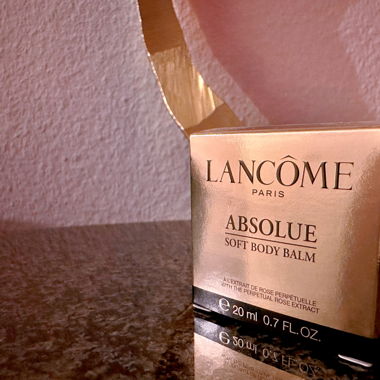 LANCÔME
PARIS
ABSOLUE
SOFT BODY BALM
À L'EXTRAIT DE ROSE PERPÉTUELLE
WITH THE PERPETUAL ROSE EXTRACT
℮ 20 ml 0.7 FL.OZ.